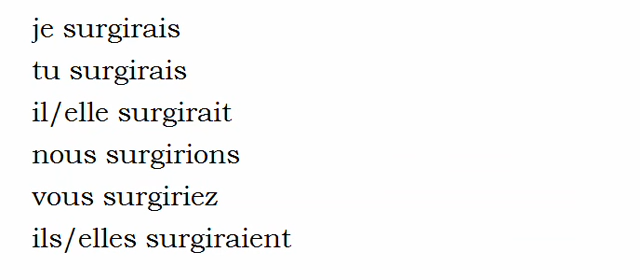 je surgirais
tu surgirais
il/elle surgirait
nous surgirions
vous surgiriez
ils/elles surgiraient